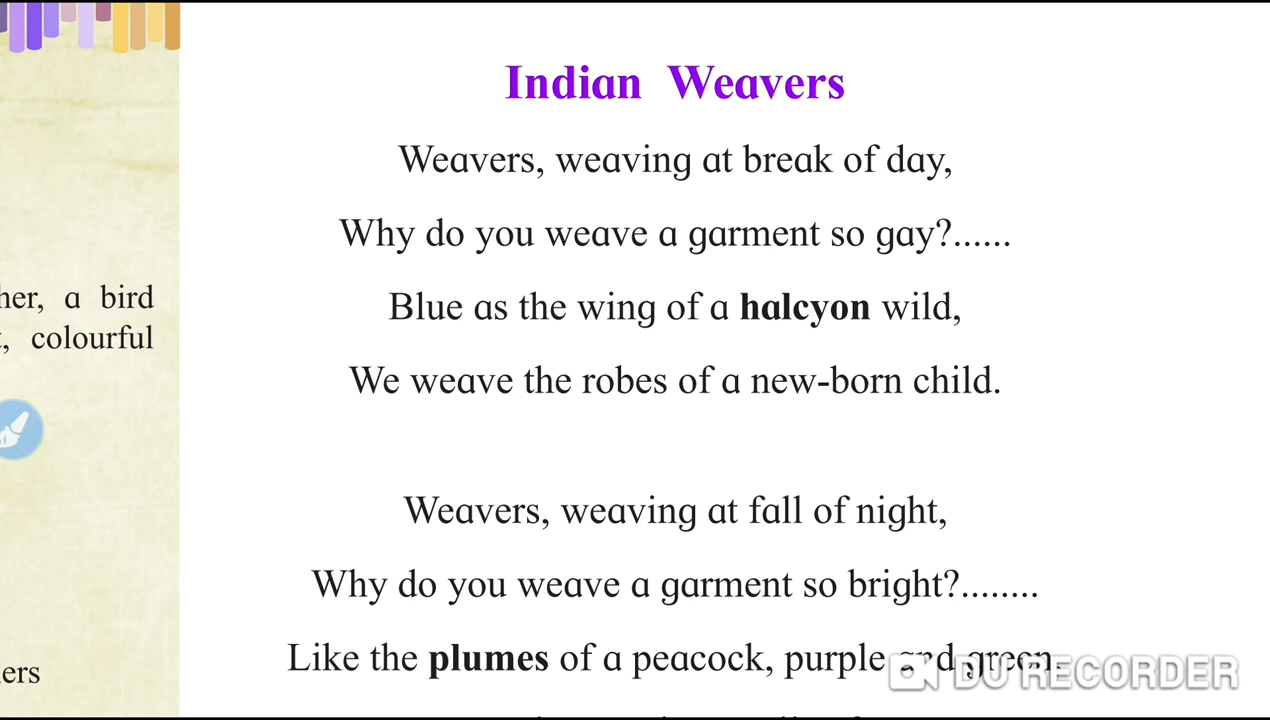 Indian Weavers
Weavers, weaving at break of day,
Why do you weave a garment so gay?......
Blue as the wing of a halcyon wild,
her, a bird
, colourful
We weave the robes of a new-born child.
Weavers, weaving at fall of night,
Why do you weave a garment so bright?........
Like the plumes of a peacock, purple and green,
ers
DU RECORDER